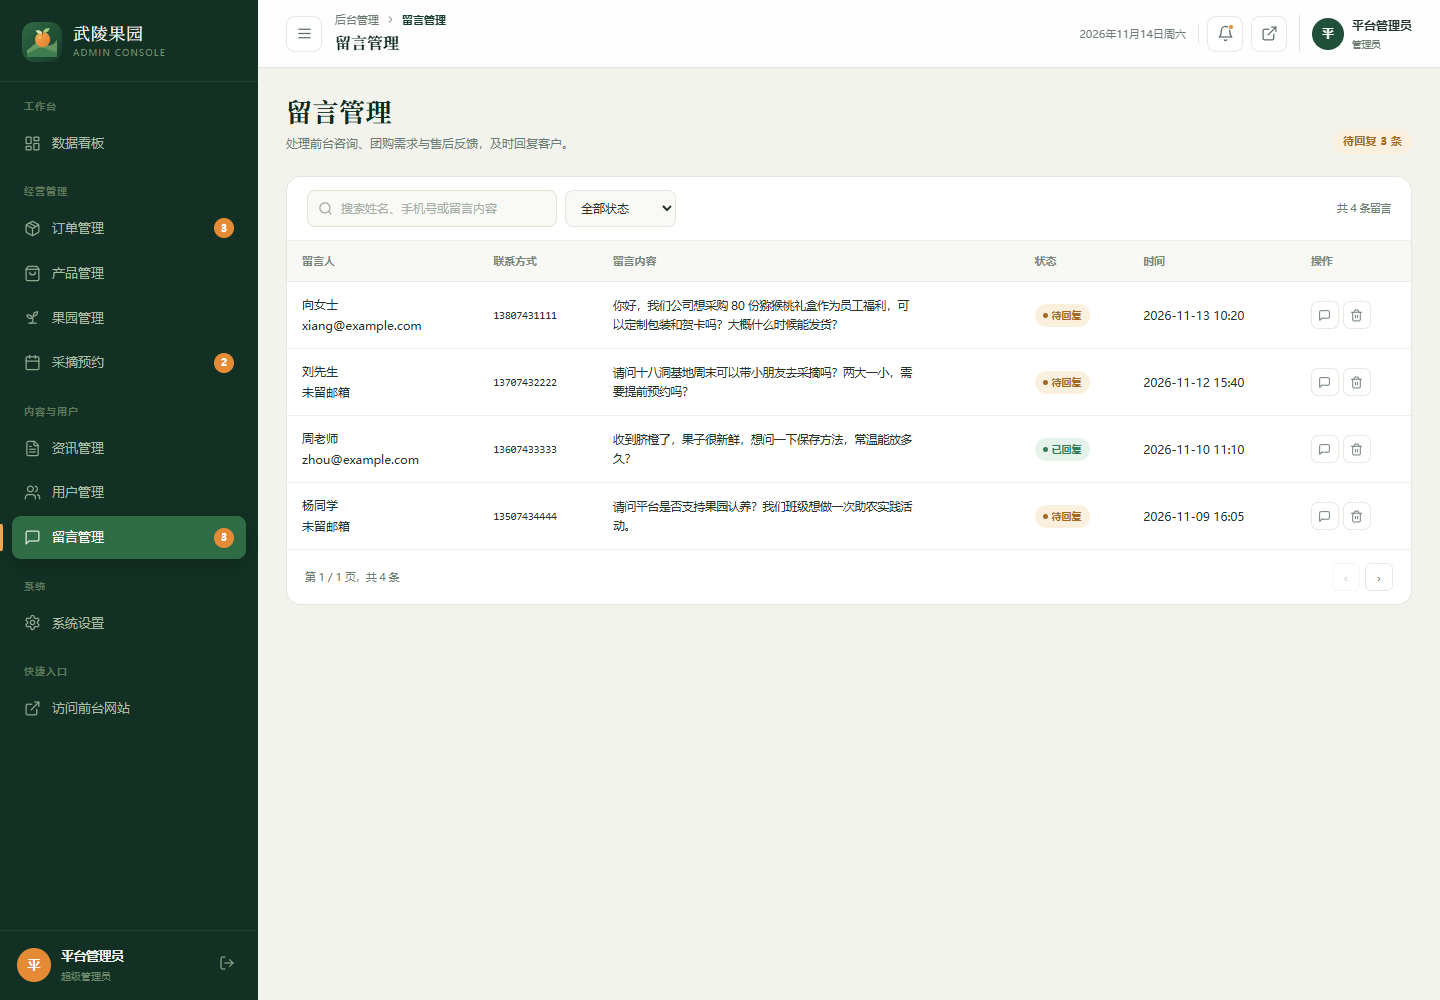 武陵果园
ADMIN CONSOLE
工作台
数据看板
经营管理
订单管理 3
产品管理
果园管理
采摘预约 2
内容与用户
资讯管理
用户管理
留言管理 3
系统
系统设置
快捷入口
访问前台网站
平
平台管理员
超级管理员
后台管理 › 留言管理
留言管理
2026年11月14日周六
平
平台管理员
管理员
留言管理
处理前台咨询、团购需求与售后反馈，及时回复客户。
待回复 3 条
搜索姓名、手机号或留言内容
全部状态
共 4 条留言
留言人 联系方式 留言内容 状态 时间 操作
向女士
xiang@example.com
13807431111
你好，我们公司想采购 80 份猕猴桃礼盒作为员工福利，可
以定制包装和贺卡吗？大概什么时候能发货？
待回复
2026-11-13 10:20
刘先生
未留邮箱
13707432222
请问十八洞基地周末可以带小朋友去采摘吗？两大一小，需
要提前预约吗？
待回复
2026-11-12 15:40
周老师
zhou@example.com
13607433333
收到脐橙了，果子很新鲜，想问一下保存方法，常温能放多
久？
已回复
2026-11-10 11:10
杨同学
未留邮箱
13507434444
请问平台是否支持果园认养？我们班级想做一次助农实践活
动。
待回复
2026-11-09 16:05
第 1 / 1 页，共 4 条
‹ ›